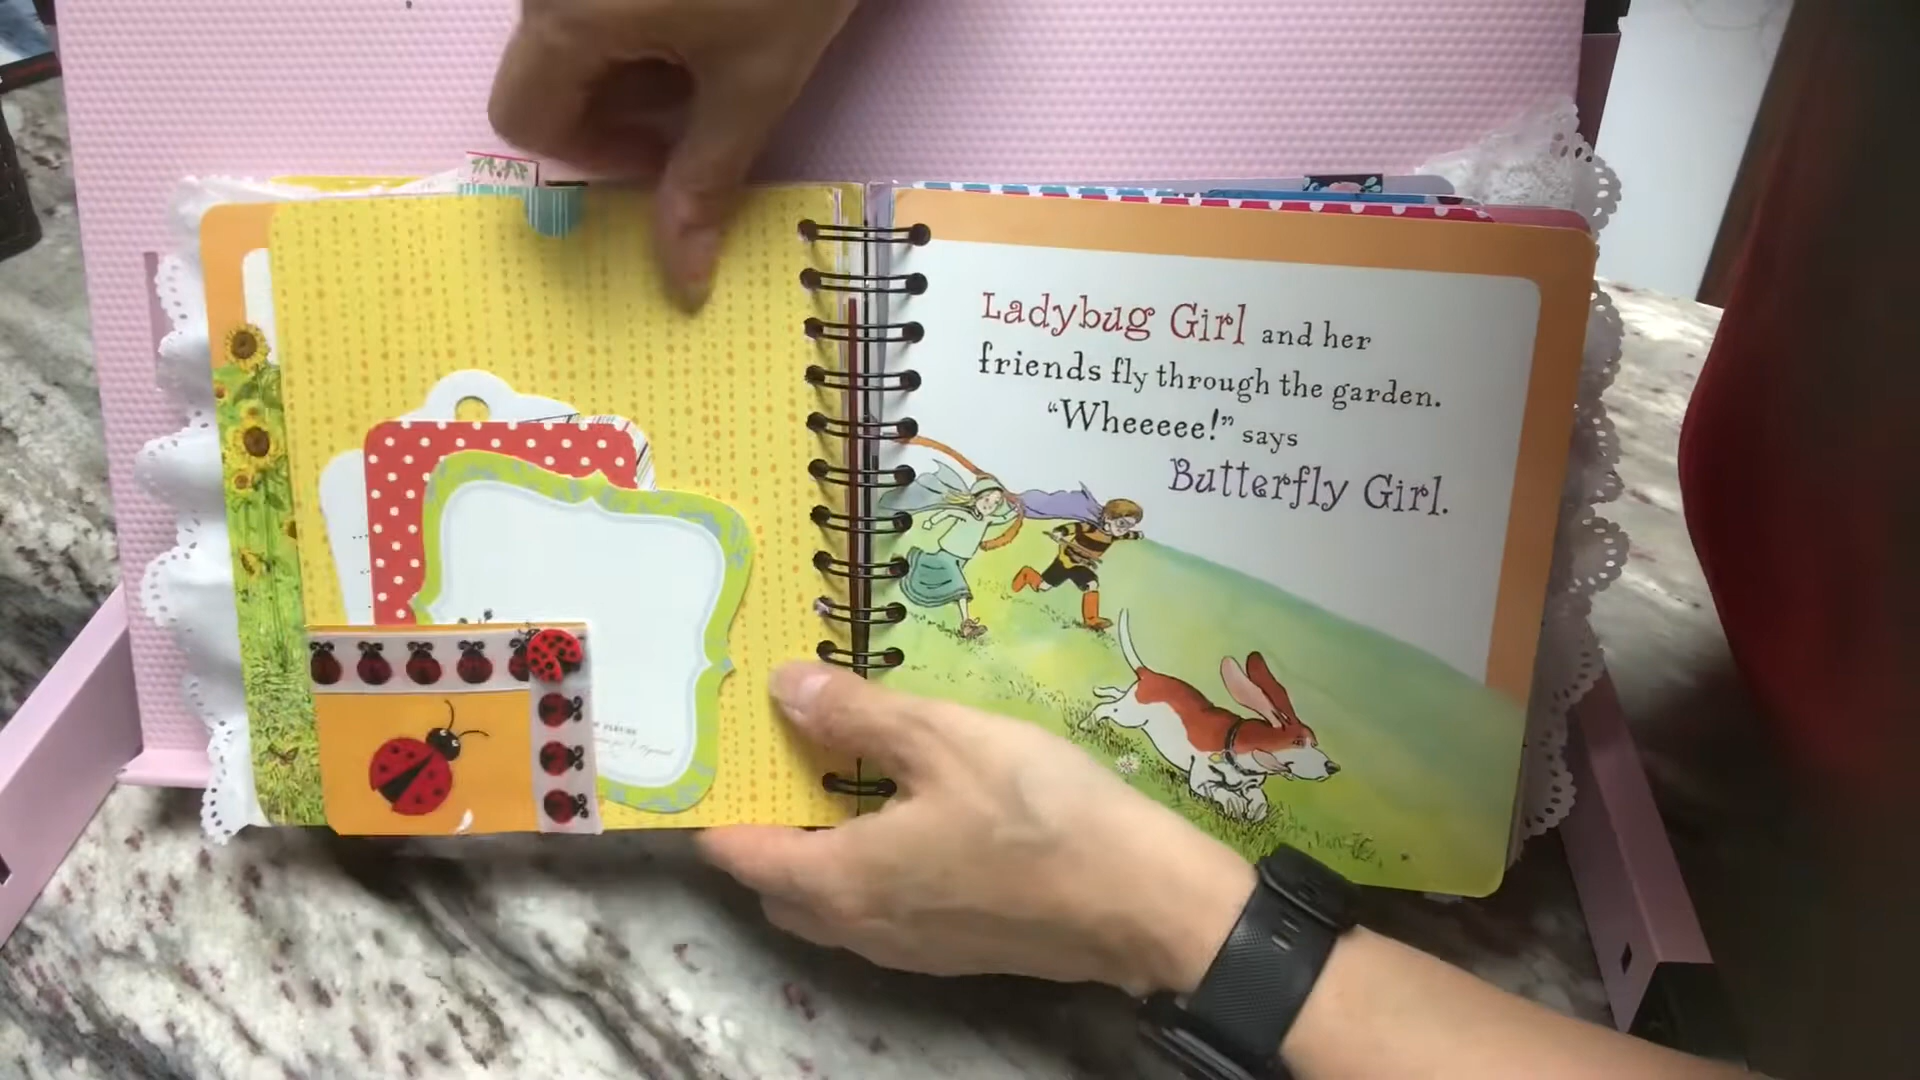 Ladybug Girl and her
friends fly through the garden.
“Wheeeee!” says
Butterfly Girl.